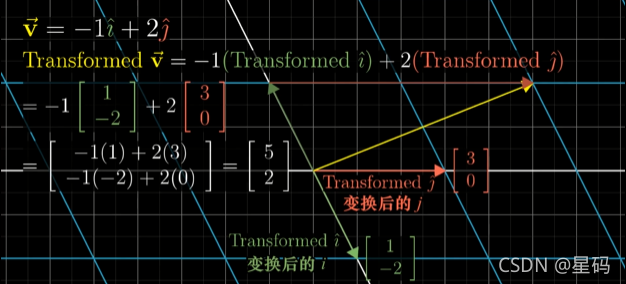 $\vec{\mathbf{v}} = -1\hat{\imath} + 2\hat{\jmath}$
Transformed $\vec{\mathbf{v}} = -1(\text{Transformed } \hat{\imath}) + 2(\text{Transformed } \hat{\jmath})$
$= -1 \begin{bmatrix} 1 \\ -2 \end{bmatrix} + 2 \begin{bmatrix} 3 \\ 0 \end{bmatrix}$
$= \begin{bmatrix} -1(1) + 2(3) \\ -1(-2) + 2(0) \end{bmatrix} = \begin{bmatrix} 5 \\ 2 \end{bmatrix}$
Transformed $\hat{\jmath}$ $\begin{bmatrix} 3 \\ 0 \end{bmatrix}$
变换后的 j
Transformed $\hat{\imath}$ $\begin{bmatrix} 1 \\ -2 \end{bmatrix}$
变换后的 i
CSDN @星码